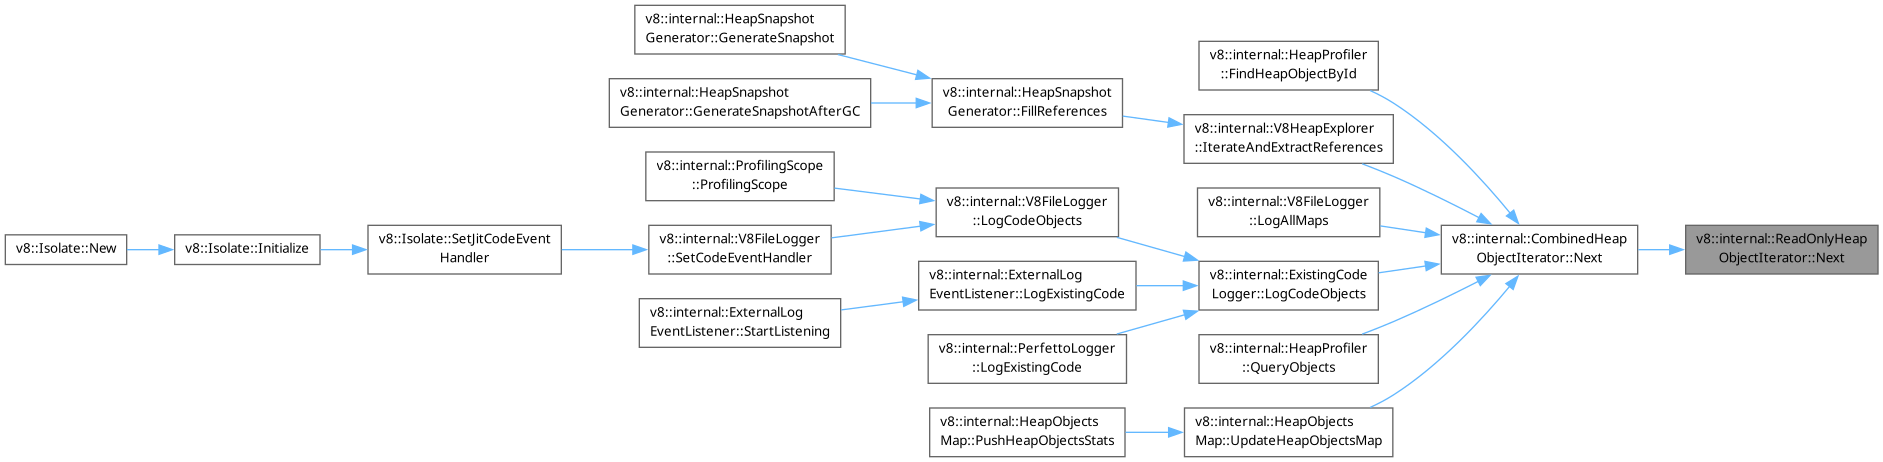 v8::internal::HeapSnapshot
Generator::GenerateSnapshot
v8::internal::HeapProfiler
::FindHeapObjectById
v8::internal::HeapSnapshot
Generator::GenerateSnapshotAfterGC
v8::internal::HeapSnapshot
Generator::FillReferences
v8::internal::V8HeapExplorer
::IterateAndExtractReferences
v8::internal::ProfilingScope
::ProfilingScope
v8::internal::V8FileLogger
::LogCodeObjects
v8::internal::V8FileLogger
::LogAllMaps
v8::Isolate::New
v8::Isolate::Initialize
v8::Isolate::SetJitCodeEvent
Handler
v8::internal::V8FileLogger
::SetCodeEventHandler
v8::internal::CombinedHeap
ObjectIterator::Next
v8::internal::ReadOnlyHeap
ObjectIterator::Next
v8::internal::ExternalLog
EventListener::LogExistingCode
v8::internal::ExistingCode
Logger::LogCodeObjects
v8::internal::ExternalLog
EventListener::StartListening
v8::internal::PerfettoLogger
::LogExistingCode
v8::internal::HeapProfiler
::QueryObjects
v8::internal::HeapObjects
Map::PushHeapObjectsStats
v8::internal::HeapObjects
Map::UpdateHeapObjectsMap